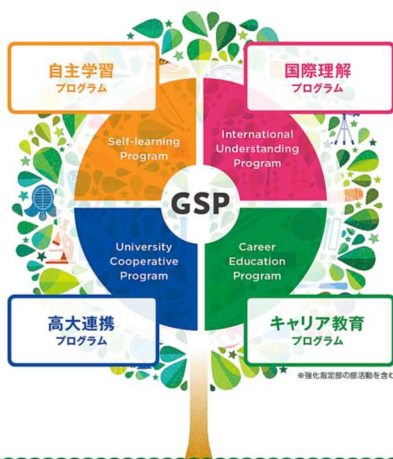 自主学習
プログラム
国際理解
プログラム
Self-learning
Program
International
Understanding
Program
GSP
University
Cooperative
Program
Career
Education
Program
高大連携
プログラム
キャリア教育
プログラム
※強化指定部の部活動を含む